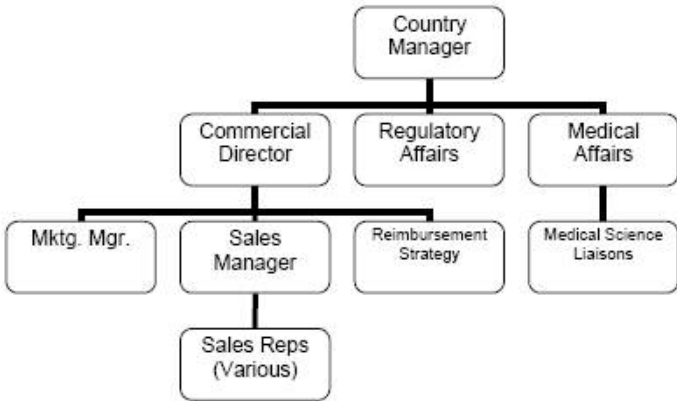 Country
Manager
Commercial
Director
Regulatory
Affairs
Medical
Affairs
Mktg. Mgr.
Sales
Manager
Reimbursement
Strategy
Medical Science
Liaisons
Sales Reps
(Various)